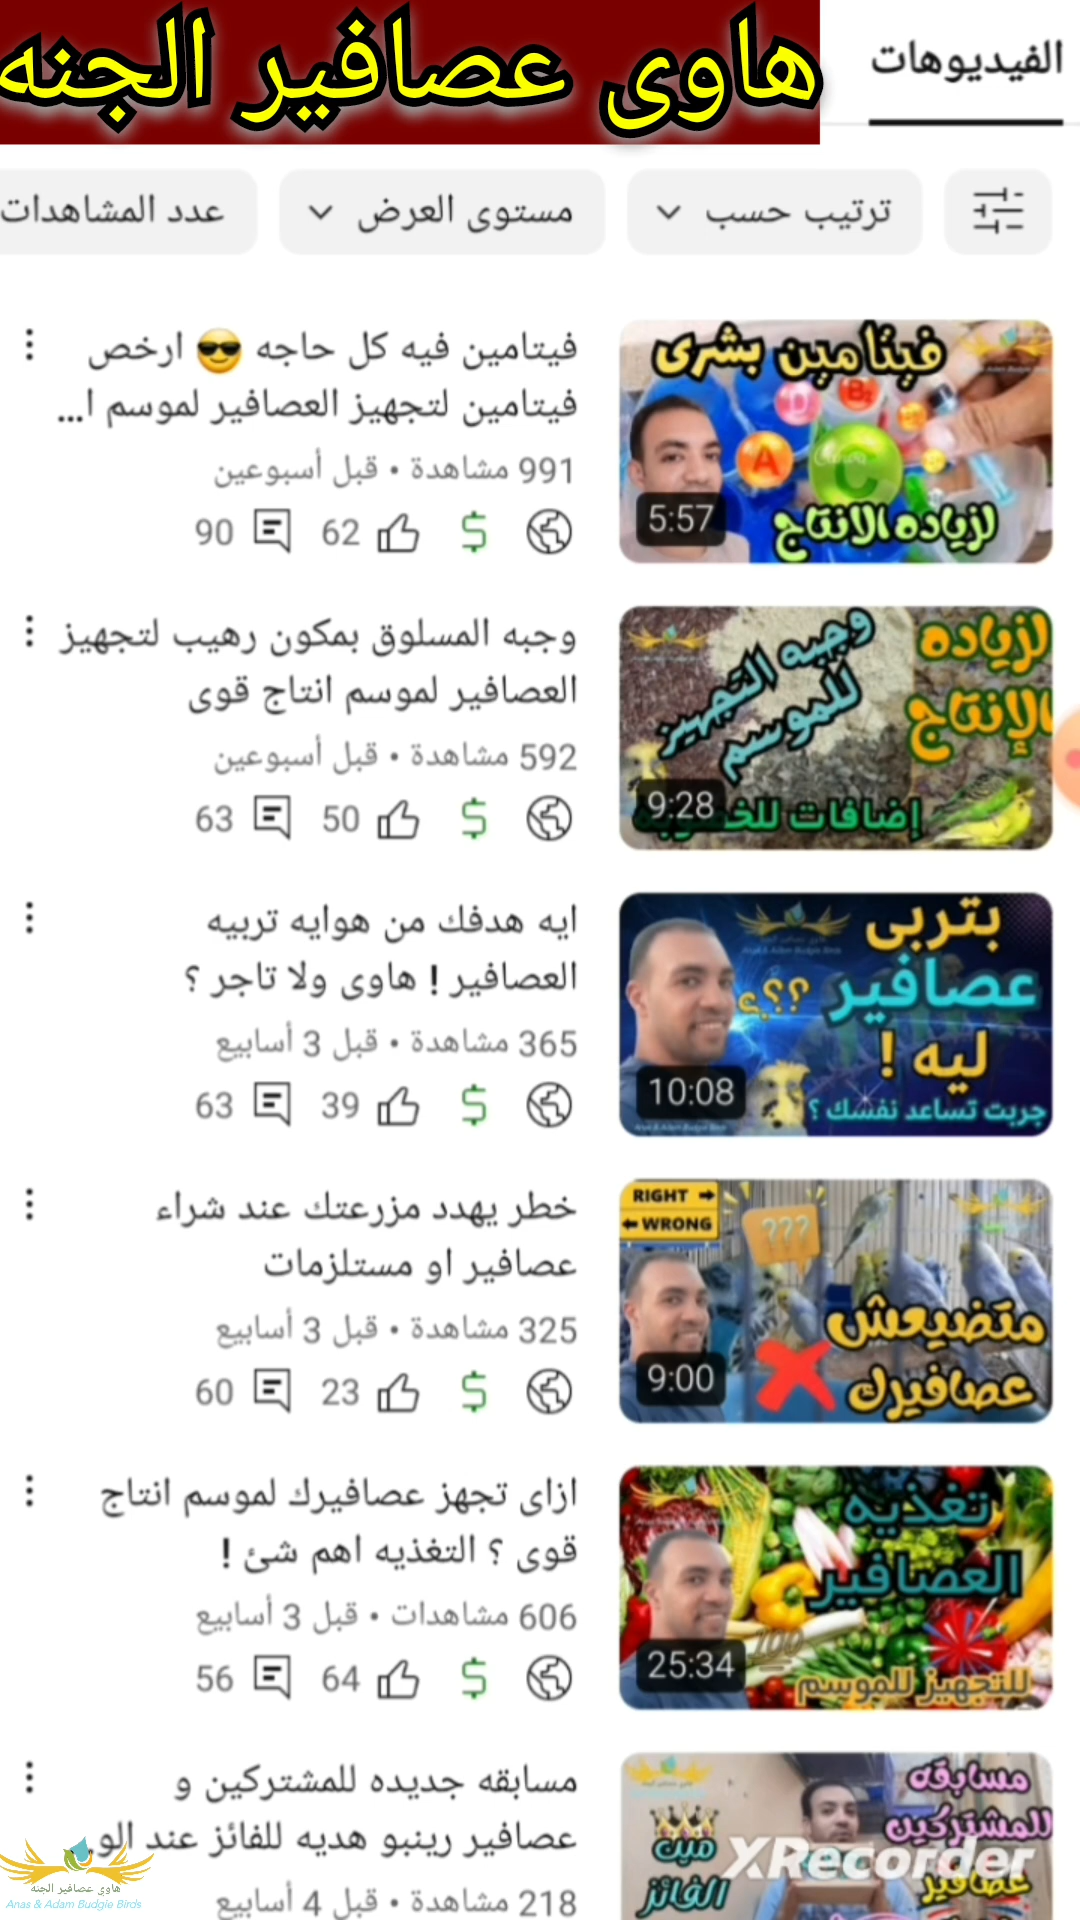 هاوى عصافير الجنه
الفيديوهات
ترتيب حسب
مستوى العرض
عدد المشاهدات
فيتامين فيه كل حاجه 😎 ارخص
فيتامين لتجهيز العصافير لموسم ا...
991 مشاهدة • قبل أسبوعين
62 90
فيتامين بشرى
D B2 A C
لزياده الانتاج
5:57
وجبه المسلوق بمكون رهيب لتجهيز
العصافير لموسم انتاج قوى
592 مشاهدة • قبل أسبوعين
50 63
لزياده
الإنتاج
وجبه التجهيز
للموسم
إضافات
9:28
ايه هدفك من هوايه تربيه
العصافير ! هاوى ولا تاجر ؟
365 مشاهدة • قبل 3 أسابيع
39 63
بتربى
عصافير ؟؟؟
ليه !
جربت تساعد نفسك ؟
10:08
خطر يهدد مزرعتك عند شراء
عصافير او مستلزمات
325 مشاهدة • قبل 3 أسابيع
23 60
RIGHT
WRONG
???
متضيعش
عصافيرك
9:00
ازاى تجهز عصافيرك لموسم انتاج
قوى ؟ التغذيه اهم شئ !
606 مشاهدات • قبل 3 أسابيع
64 56
تغذيه
العصافير
100
للتجهيز للموسم
25:34
مسابقه جديده للمشتركين و
عصافير رينبو هديه للفائز عند الو...
218 مشاهدة • قبل 4 أسابيع
مسابقه
للمشتركين
عصافير
مين
الفائز
XRecorder
هاوي عصافير الجنه
Anas & Adam Budgie Birds